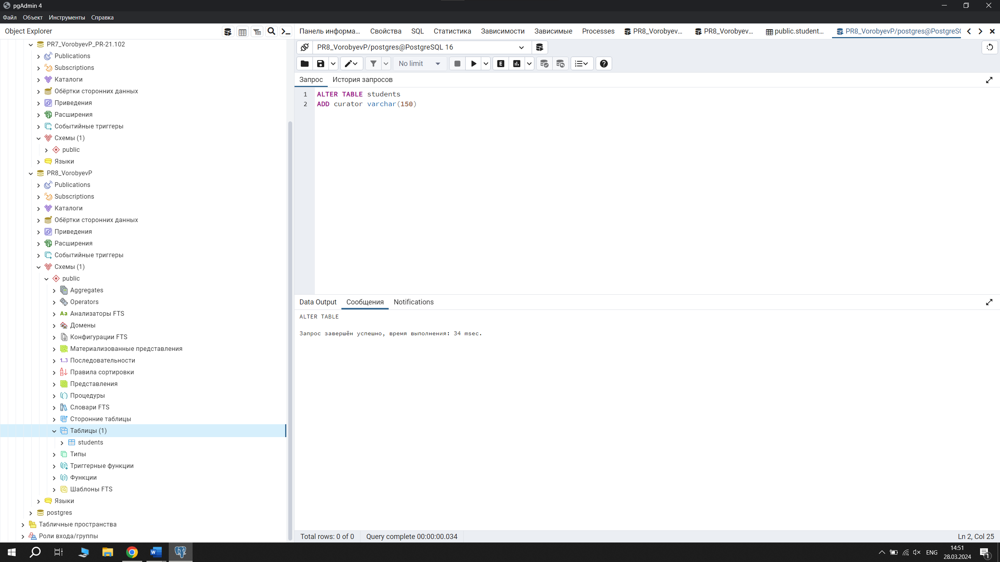 pgAdmin 4
Файл Объект Инструменты Справка
Object Explorer
PR7_VorobyevP_PR-21.102
Publications
Subscriptions
Каталоги
Обёртки сторонних данных
Приведения
Расширения
Событийные триггеры
Схемы (1)
public
Языки
PR8_VorobyevP
Publications
Subscriptions
Каталоги
Обёртки сторонних данных
Приведения
Расширения
Событийные триггеры
Схемы (1)
public
Aggregates
Operators
Aa Анализаторы FTS
Домены
Конфигурации FTS
Материализованные представления
1..3 Последовательности
Правила сортировки
Представления
Процедуры
Словари FTS
Сторонние таблицы
Таблицы (1)
students
Типы
Триггерные функции
Функции
Шаблоны FTS
Языки
postgres
Табличные пространства
Роли входа/группы
Панель информа... Свойства SQL Статистика Зависимости Зависимые Processes PR8_Vorobyev... PR8_Vorobyev... public.student... PR8_VorobyevP/postgres@PostgreSQ
PR8_VorobyevP/postgres@PostgreSQL 16
No limit E
Запрос История запросов
1 ALTER TABLE students
2 ADD curator varchar(150)
Data Output Сообщения Notifications
ALTER TABLE
Запрос завершён успешно, время выполнения: 34 msec.
Total rows: 0 of 0 Query complete 00:00:00.034 Ln 2, Col 25
ENG 14:51
28.03.2024
1